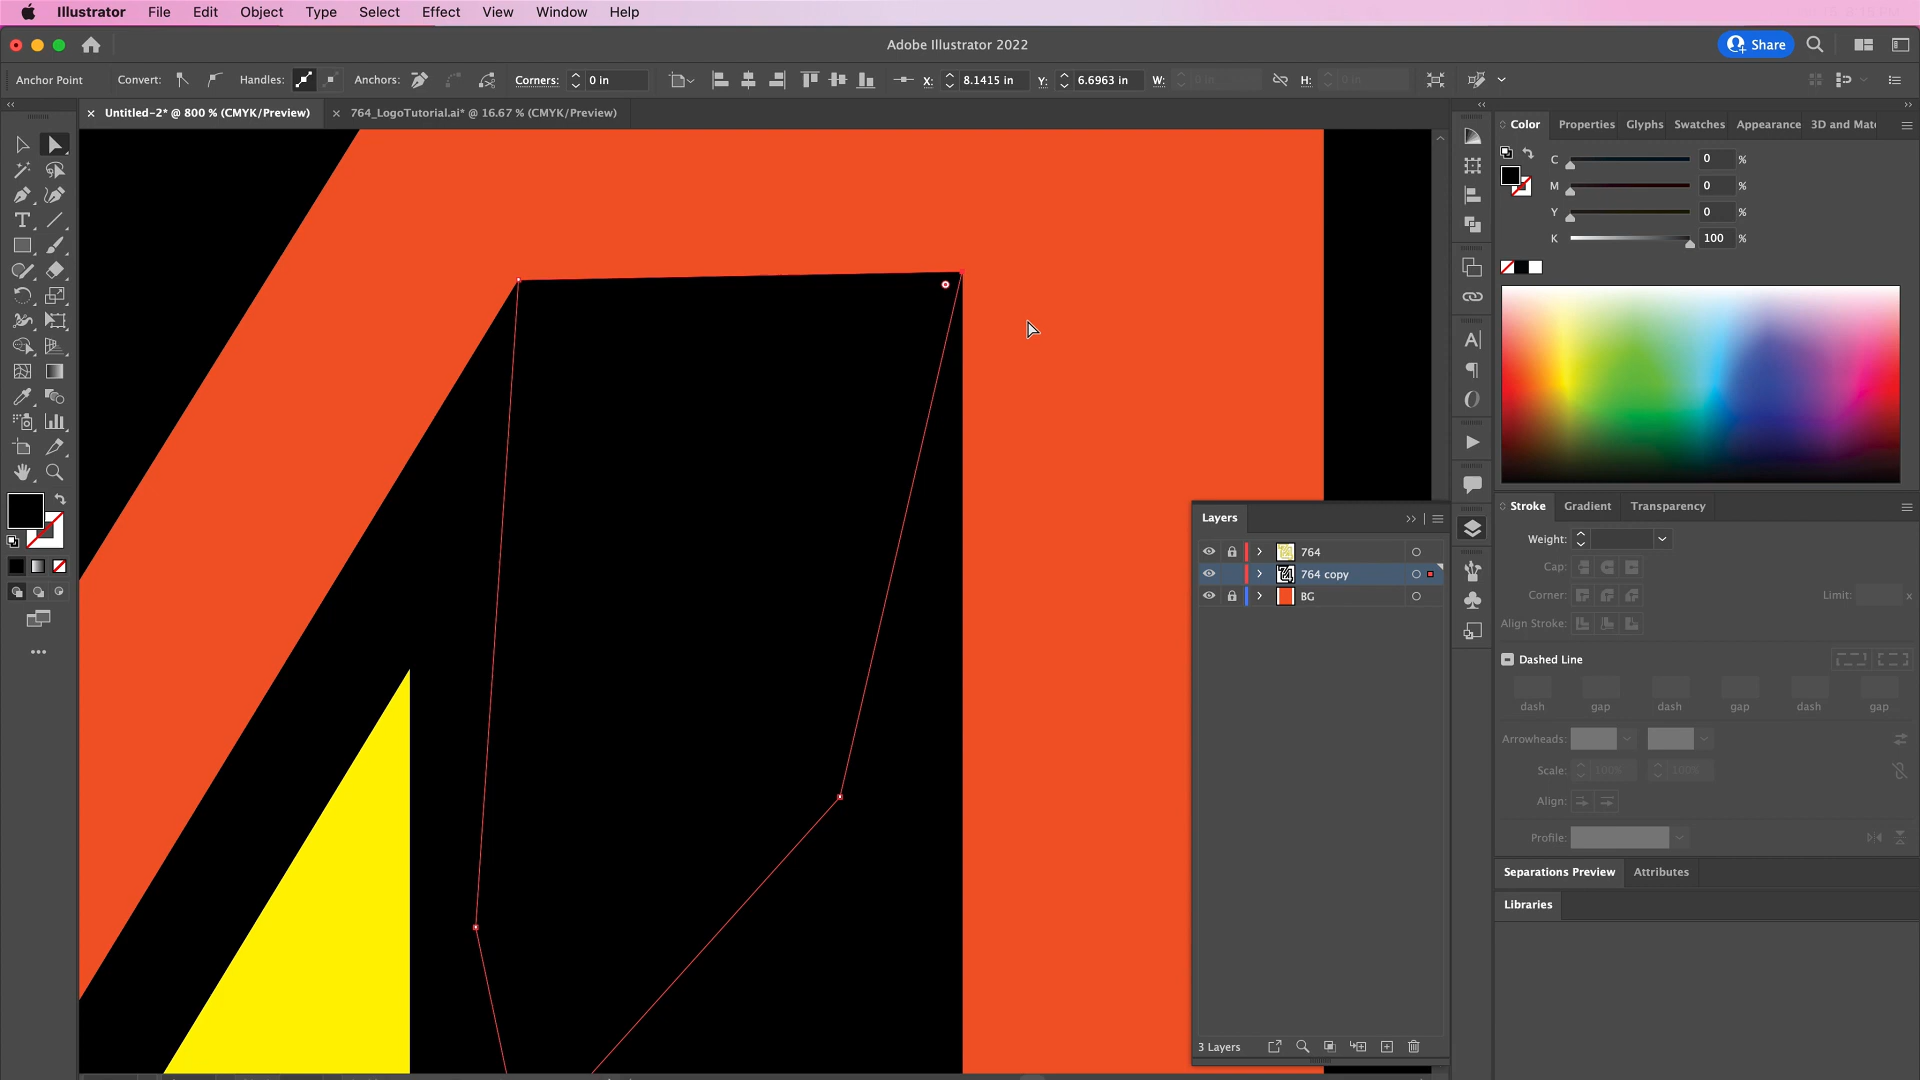 Illustrator File Edit Object Type Select Effect View Window Help
Adobe Illustrator 2022
Share
Anchor Point Convert: Handles: Anchors: Corners: 0 in X: 8.1415 in Y: 6.6963 in W: 0 in H: 0 in
Untitled-2* @ 800 % (CMYK/Preview) 764_LogoTutorial.ai* @ 16.67 % (CMYK/Preview)
Color Properties Glyphs Swatches Appearance 3D and Mat
C 0 %
M 0 %
Y 0 %
K 100 %
Stroke Gradient Transparency
Weight:
Cap:
Corner: Limit: x
Align Stroke:
Dashed Line
dash gap dash gap dash gap
Arrowheads:
Scale: 100% 100%
Align:
Profile:
Separations Preview Attributes
Libraries
Layers
764
764 copy
BG
3 Layers